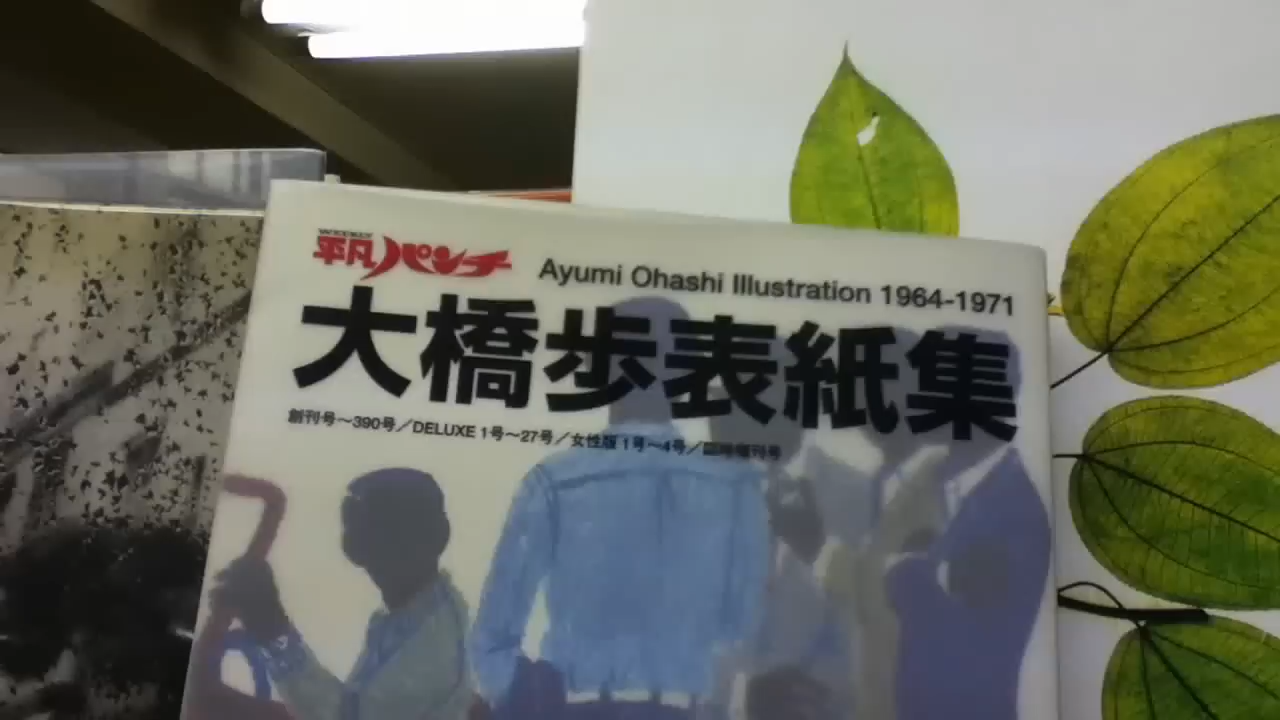 WEEKLY
平凡パンチ
Ayumi Ohashi Illustration 1964-1971
大橋歩表紙集
創刊号〜390号／DELUXE 1号〜27号／女性版 1号〜4号／臨時増刊号